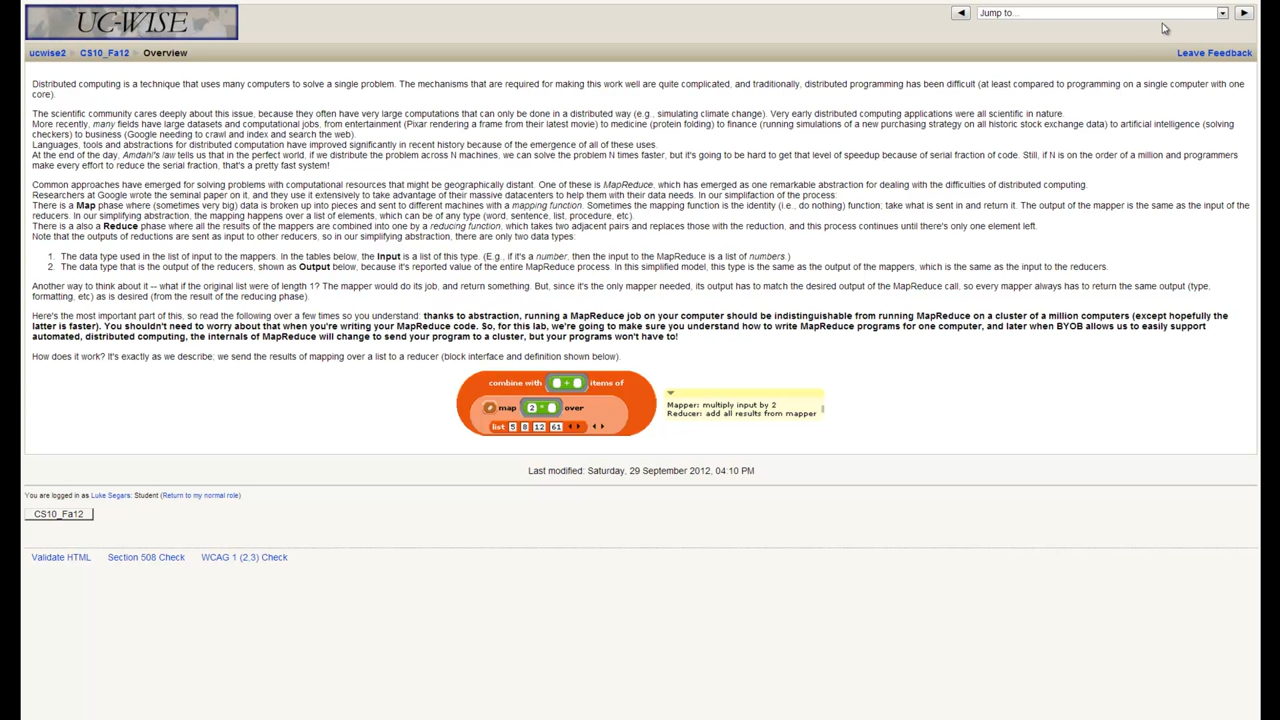 UC-WISE
Jump to...
ucwise2 CS10_Fa12 Overview
Leave Feedback
Distributed computing is a technique that uses many computers to solve a single problem. The mechanisms that are required for making this work well are quite complicated, and traditionally, distributed programming has been difficult (at least compared to programming on a single computer with one
core).
The scientific community cares deeply about this issue, because they often have very large computations that can only be done in a distributed way (e.g., simulating climate change). Very early distributed computing applications were all scientific in nature.
More recently, many fields have large datasets and computational jobs, from entertainment (Pixar rendering a frame from their latest movie) to medicine (protein folding) to finance (running simulations of a new purchasing strategy on all historic stock exchange data) to artificial intelligence (solving
checkers) to business (Google needing to crawl and index and search the web).
Languages, tools and abstractions for distributed computation have improved significantly in recent history because of the emergence of all of these uses.
At the end of the day, Amdahl's law tells us that in the perfect world, if we distribute the problem across N machines, we can solve the problem N times faster, but it's going to be hard to get that level of speedup because of serial fraction of code. Still, if N is on the order of a million and programmers
make every effort to reduce the serial fraction, that's a pretty fast system!
Common approaches have emerged for solving problems with computational resources that might be geographically distant. One of these is MapReduce, which has emerged as one remarkable abstraction for dealing with the difficulties of distributed computing.
Researchers at Google wrote the seminal paper on it, and they use it extensively to take advantage of their massive datacenters to help them with their data needs. In our simplifaction of the process:
There is a Map phase where (sometimes very big) data is broken up into pieces and sent to different machines with a mapping function. Sometimes the mapping function is the identity (i.e., do nothing) function; take what is sent in and return it. The output of the mapper is the same as the input of the
reducers. In our simplifying abstraction, the mapping happens over a list of elements, which can be of any type (word, sentence, list, procedure, etc).
There is a also a Reduce phase where all the results of the mappers are combined into one by a reducing function, which takes two adjacent pairs and replaces those with the reduction, and this process continues until there's only one element left.
Note that the outputs of reductions are sent as input to other reducers, so in our simplifying abstraction, there are only two data types:
1. The data type used in the list of input to the mappers. In the tables below, the Input is a list of this type. (E.g., if it's a number, then the input to the MapReduce is a list of numbers.)
2. The data type that is the output of the reducers, shown as Output below, because it's reported value of the entire MapReduce process. In this simplified model, this type is the same as the output of the mappers, which is the same as the input to the reducers.
Another way to think about it -- what if the original list were of length 1? The mapper would do its job, and return something. But, since it's the only mapper needed, its output has to match the desired output of the MapReduce call, so every mapper always has to return the same output (type,
formatting, etc) as is desired (from the result of the reducing phase).
Here's the most important part of this, so read the following over a few times so you understand: thanks to abstraction, running a MapReduce job on your computer should be indistinguishable from running MapReduce on a cluster of a million computers (except hopefully the
latter is faster). You shouldn't need to worry about that when you're writing your MapReduce code. So, for this lab, we're going to make sure you understand how to write MapReduce programs for one computer, and later when BYOB allows us to easily support
automated, distributed computing, the internals of MapReduce will change to send your program to a cluster, but your programs won't have to!
How does it work? It's exactly as we describe; we send the results of mapping over a list to a reducer (block interface and definition shown below).
combine with + items of
map 2 * over
list 5 8 12 61
Mapper: multiply input by 2
Reducer: add all results from mapper
Last modified: Saturday, 29 September 2012, 04:10 PM
You are logged in as Luke Segars: Student (Return to my normal role)
CS10_Fa12
Validate HTML Section 508 Check WCAG 1 (2,3) Check